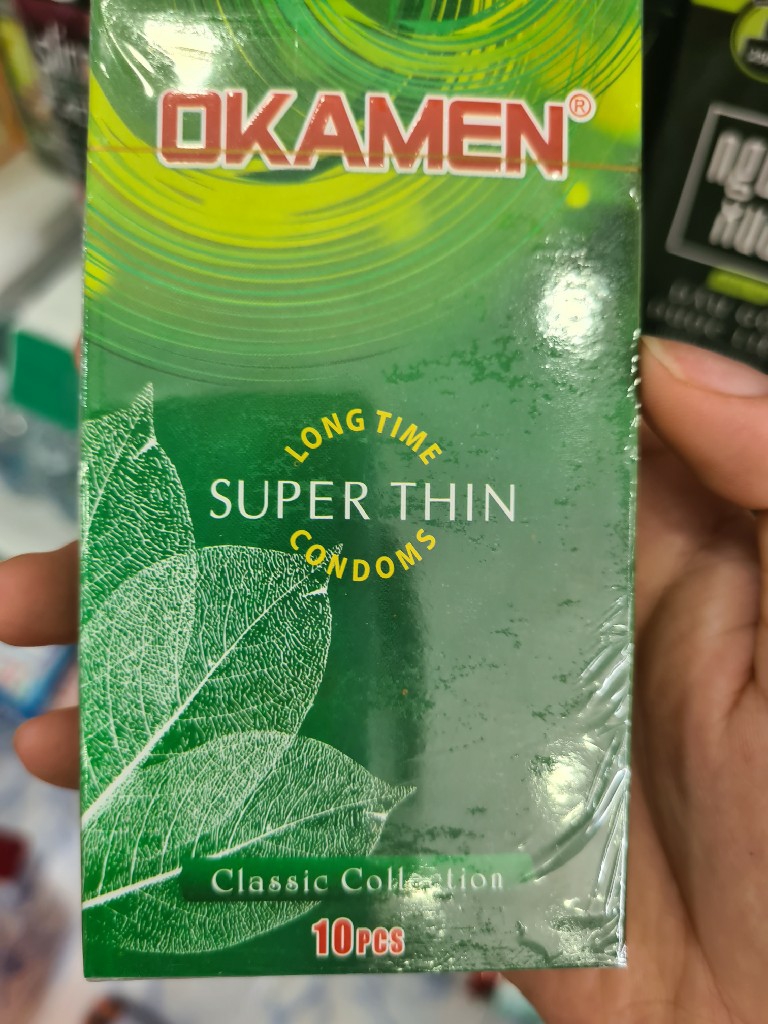 OKAMEN®
LONG TIME
SUPER THIN
CONDOMS
Classic Collection
10PCS